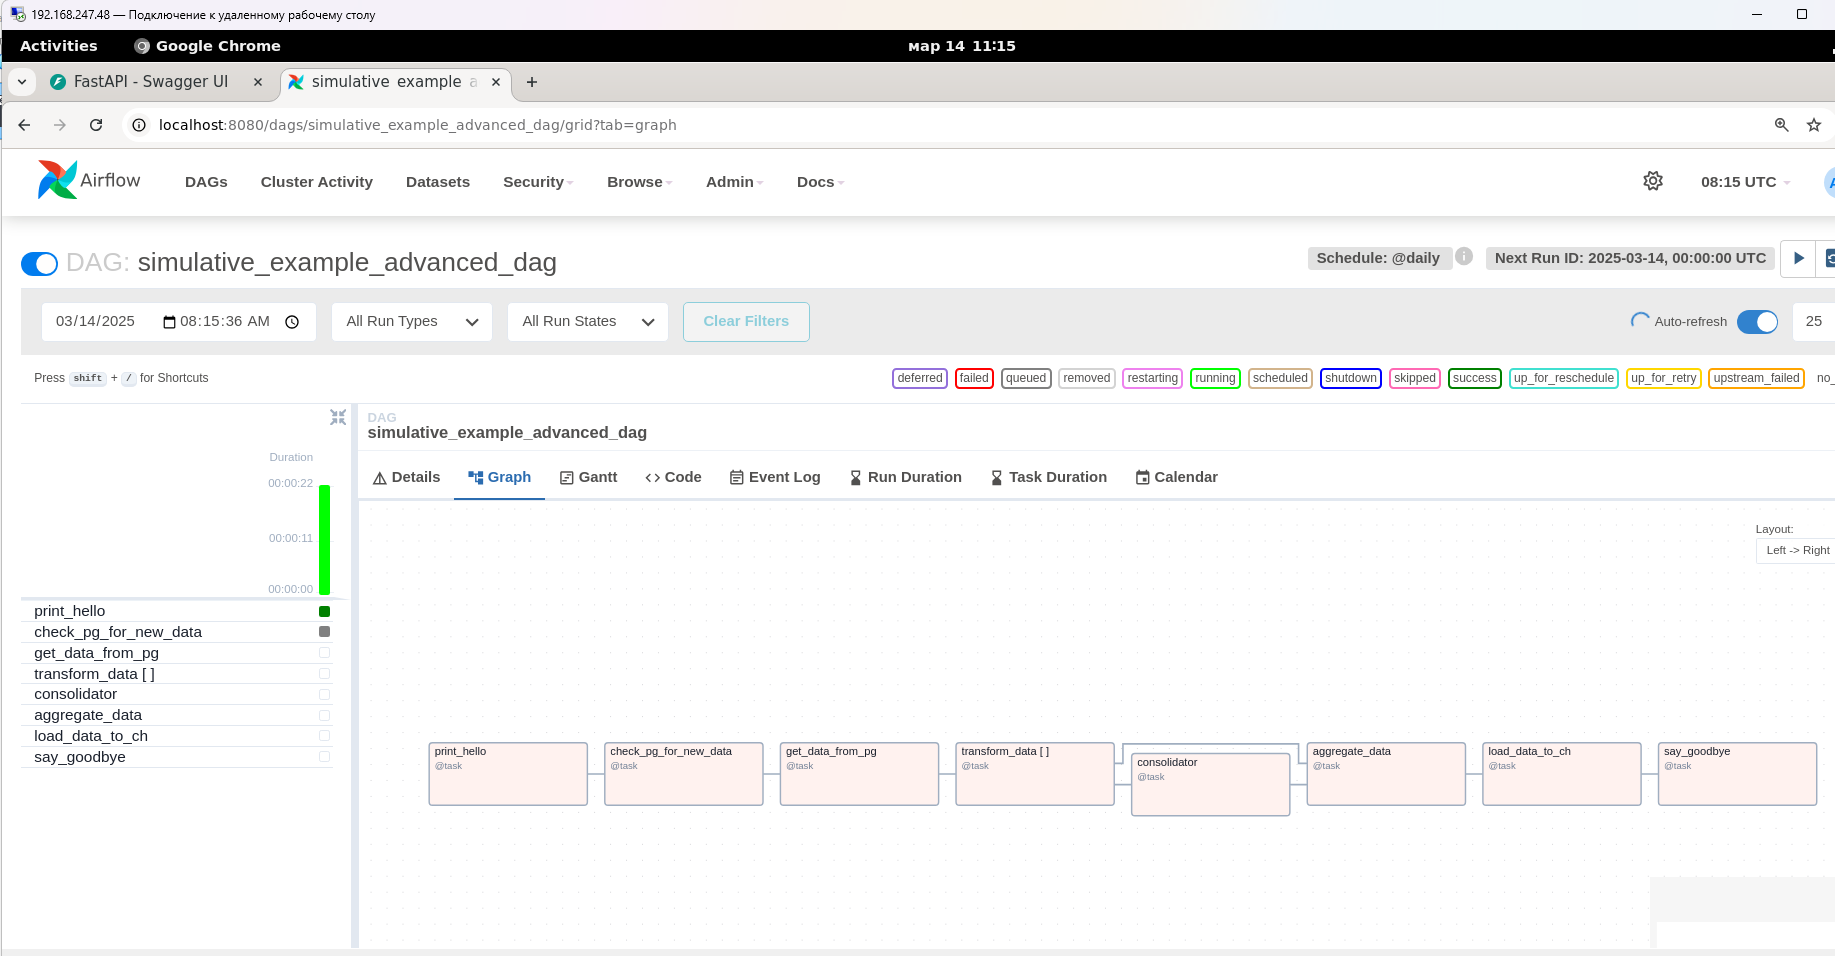 192.168.247.48 — Подключение к удаленному рабочему столу
Activities Google Chrome мар 14 11:15
FastAPI - Swagger UI simulative_example_a
localhost:8080/dags/simulative_example_advanced_dag/grid?tab=graph
Airflow DAGs Cluster Activity Datasets Security Browse Admin Docs 08:15 UTC A
DAG: simulative_example_advanced_dag Schedule: @daily Next Run ID: 2025-03-14, 00:00:00 UTC
03/14/2025 08:15:36 AM All Run Types All Run States Clear Filters Auto-refresh 25
Press shift + / for Shortcuts deferred failed queued removed restarting running scheduled shutdown skipped success up_for_reschedule up_for_retry upstream_failed no_
DAG
simulative_example_advanced_dag
Details Graph Gantt Code Event Log Run Duration Task Duration Calendar
Duration
00:00:22
00:00:11
00:00:00
print_hello
check_pg_for_new_data
get_data_from_pg
transform_data [ ]
consolidator
aggregate_data
load_data_to_ch
say_goodbye
Layout:
Left -> Right
print_hello
@task
check_pg_for_new_data
@task
get_data_from_pg
@task
transform_data [ ]
@task
consolidator
@task
aggregate_data
@task
load_data_to_ch
@task
say_goodbye
@task